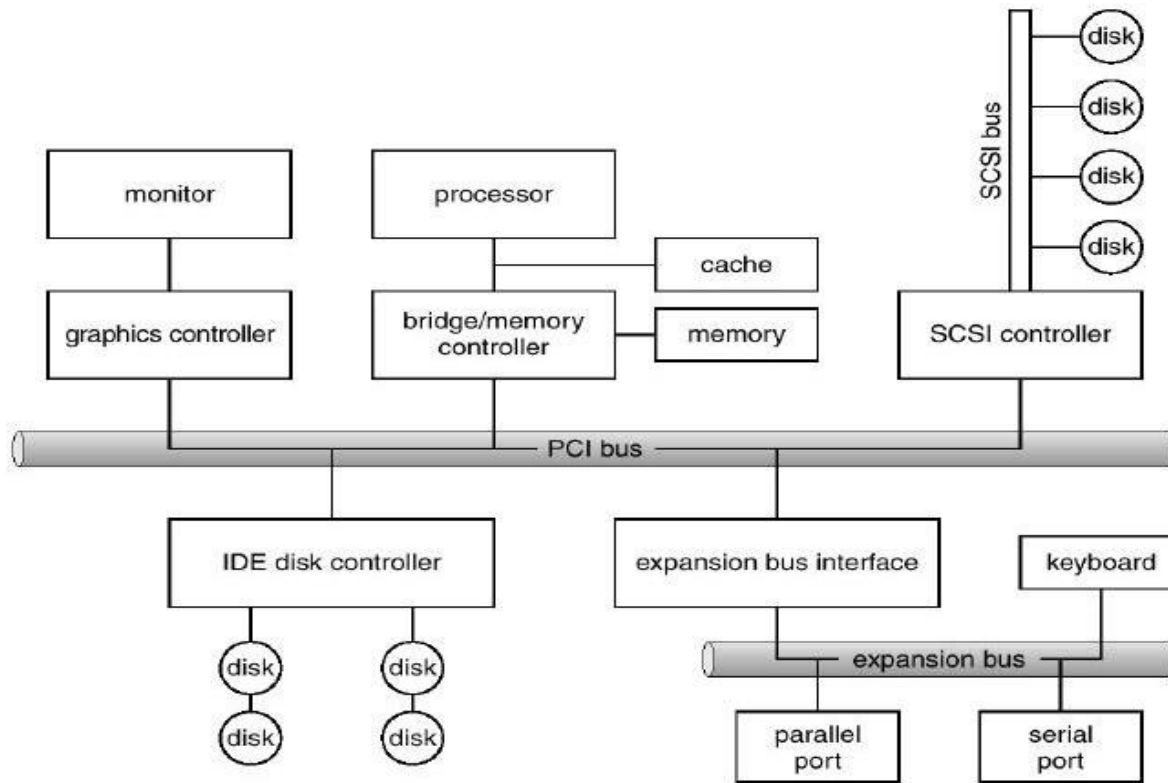 disk
disk
disk
disk
SCSI bus
monitor
processor
cache
graphics controller
bridge/memory
controller
memory
SCSI controller
PCI bus
IDE disk controller
expansion bus interface
keyboard
disk
disk
expansion bus
disk
disk
parallel
port
serial
port